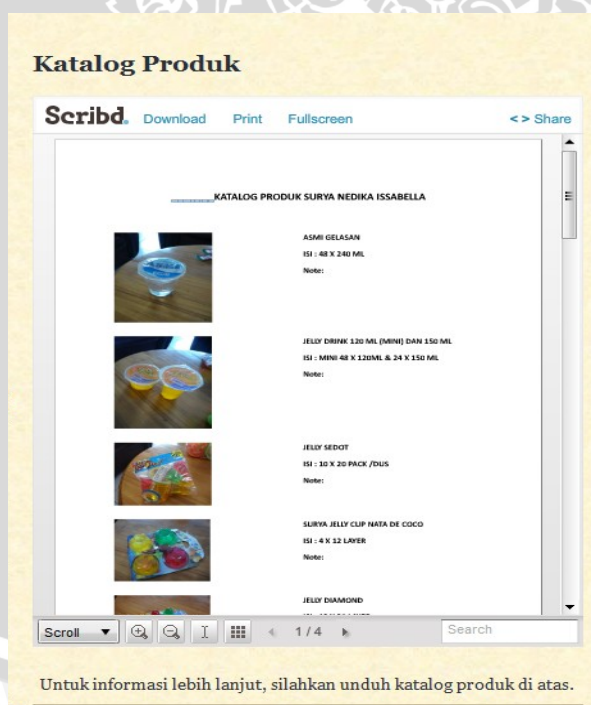 Katalog Produk
Scribd. Download Print Fullscreen <> Share
KATALOG PRODUK SURYA NEDIKA ISSABELLA
ASMI GELASAN
ISI : 48 X 240 ML
Note:
JELLY DRINK 120 ML (MINI) DAN 150 ML
ISI : MINI 48 X 120ML & 24 X 150 ML
Note:
JELLY SEDOT
ISI : 10 X 20 PACK /DUS
Note:
SURYA JELLY CUP NATA DE COCO
ISI : 4 X 12 LAYER
Note:
JELLY DIAMOND
Scroll 1 / 4 Search
Untuk informasi lebih lanjut, silahkan unduh katalog produk di atas.